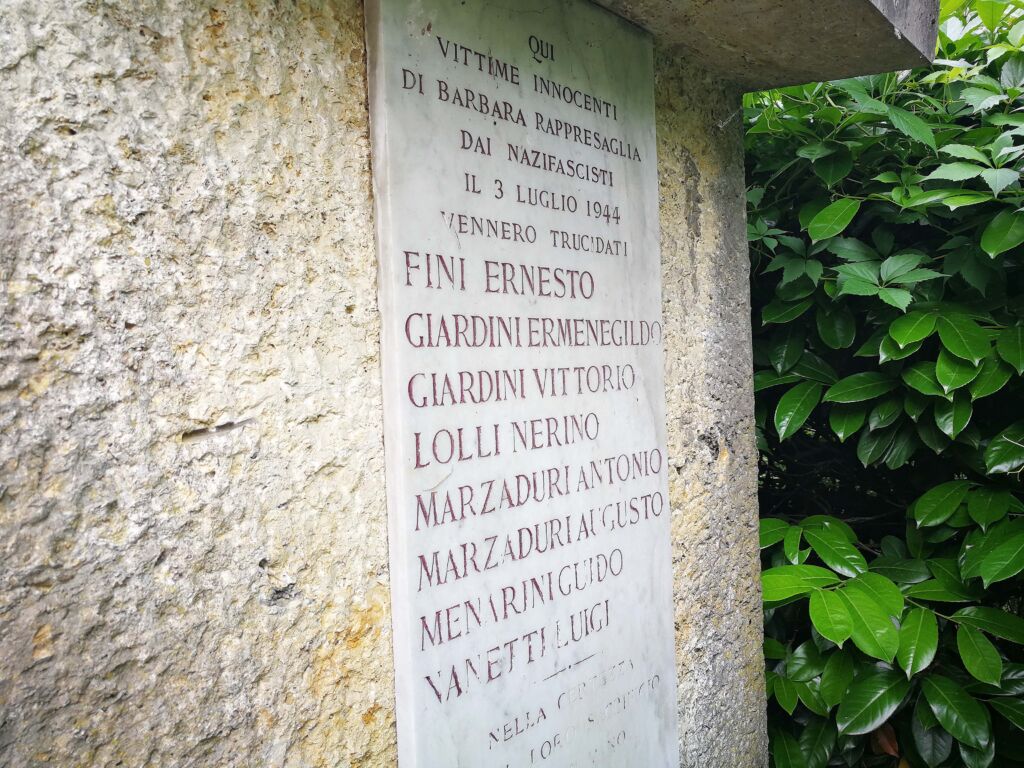 QUI
VITTIME INNOCENTI
DI BARBARA RAPPRESAGLIA
DAI NAZIFASCISTI
IL 3 LUGLIO 1944
VENNERO TRUCIDATI
FINI ERNESTO
GIARDINI ERMENEGILDO
GIARDINI VITTORIO
LOLLI NERINO
MARZADURI ANTONIO
MARZADURI AUGUSTO
MENARINI GUIDO
VANETTI LUIGI
NELLA
LORO